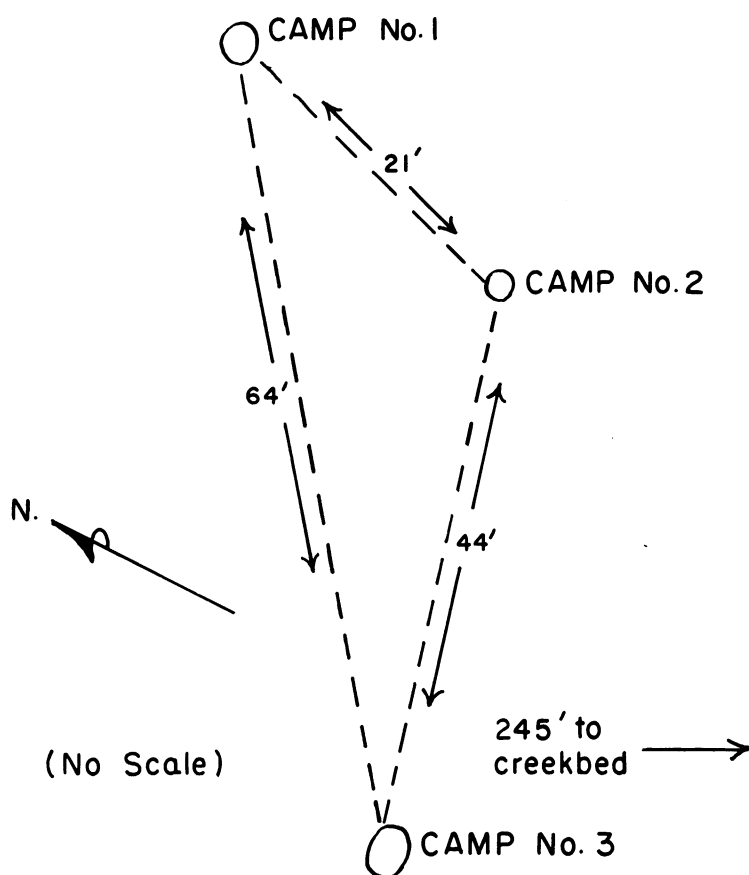 CAMP No. 1
21'
CAMP No. 2
64'
N.
44'
245' to
creekbed
(No Scale)
CAMP No. 3